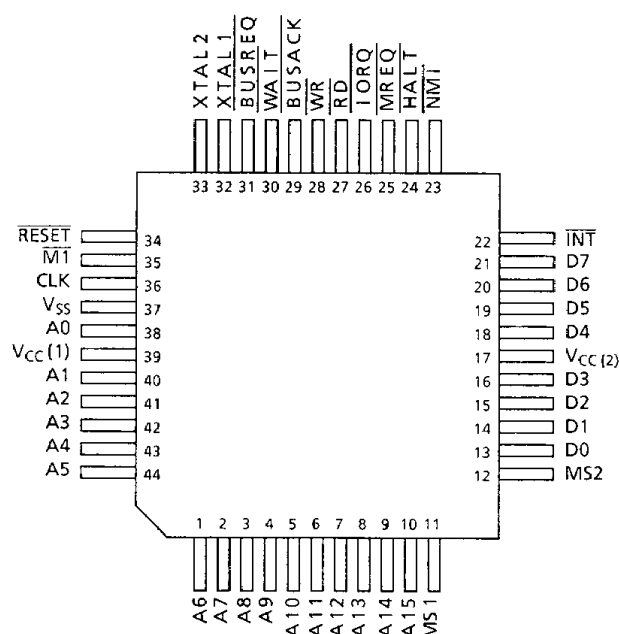 XTAL2 XTAL1 BUSREQ WAIT BUSACK WR RD IORQ MREQ HALT NMI
33 32 31 30 29 28 27 26 25 24 23
RESET 34
M1 35
CLK 36
VSS 37
A0 38
VCC (1) 39
A1 40
A2 41
A3 42
A4 43
A5 44
22 INT
21 D7
20 D6
19 D5
18 D4
17 VCC (2)
16 D3
15 D2
14 D1
13 D0
12 MS2
1 2 3 4 5 6 7 8 9 10 11
A6 A7 A8 A9 A10 A11 A12 A13 A14 A15 MS1